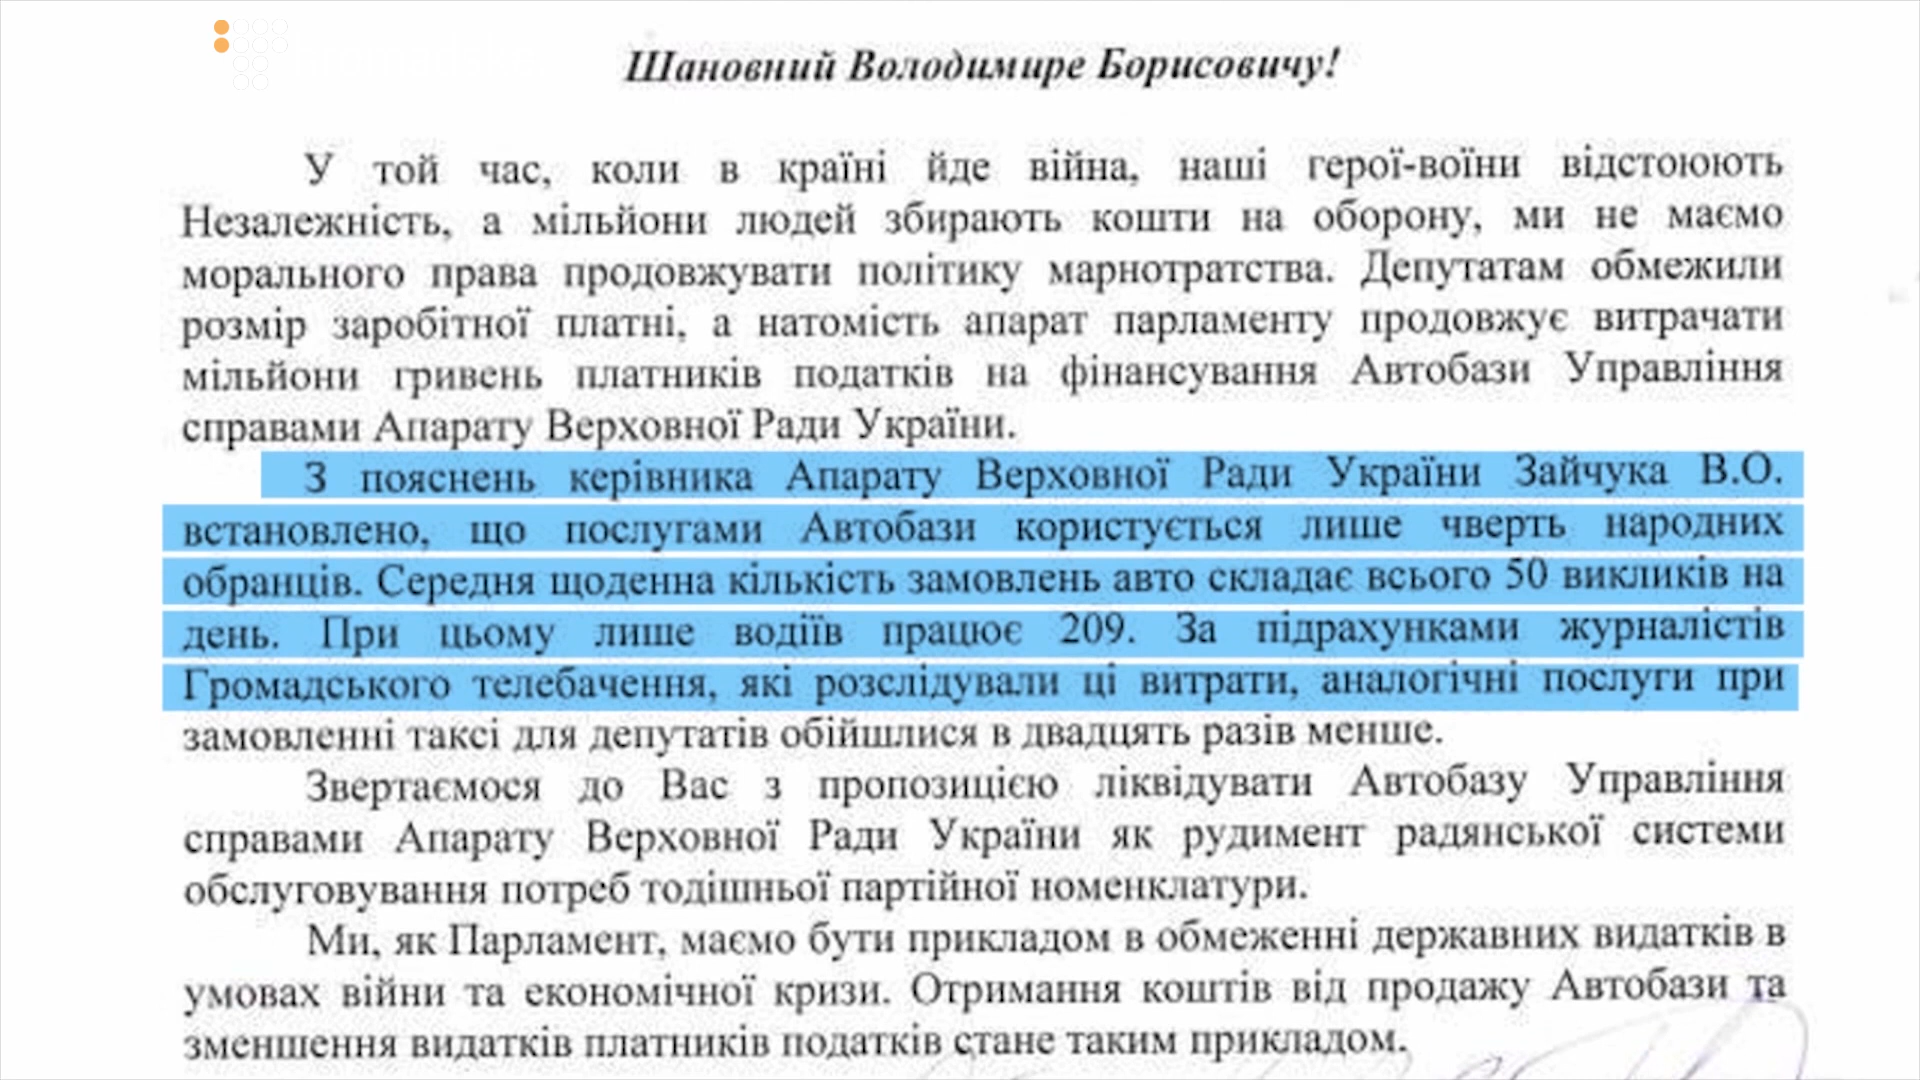 Шановний Володимире Борисовичу!
У той час, коли в країні йде війна, наші герої-воїни відстоюють
Незалежність, а мільйони людей збирають кошти на оборону, ми не маємо
морального права продовжувати політику марнотратства. Депутатам обмежили
розмір заробітної платні, а натомість апарат парламенту продовжує витрачати
мільйони гривень платників податків на фінансування Автобази Управління
справами Апарату Верховної Ради України.
З пояснень керівника Апарату Верховної Ради України Зайчука В.О.
встановлено, що послугами Автобази користується лише чверть народних
обранців. Середня щоденна кількість замовлень авто складає всього 50 викликів на
день. При цьому лише водіїв працює 209. За підрахунками журналістів
Громадського телебачення, які розслідували ці витрати, аналогічні послуги при
замовленні таксі для депутатів обійшлися в двадцять разів менше.
Звертаємося до Вас з пропозицією ліквідувати Автобазу Управління
справами Апарату Верховної Ради України як рудимент радянської системи
обслуговування потреб тодішньої партійної номенклатури.
Ми, як Парламент, маємо бути прикладом в обмеженні державних видатків в
умовах війни та економічної кризи. Отримання коштів від продажу Автобази та
зменшення видатків платників податків стане таким прикладом.